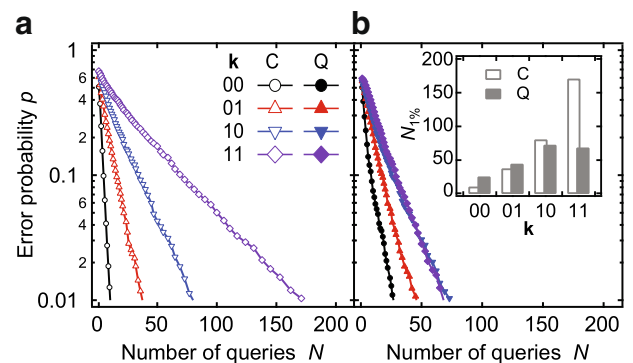 a
b
Error probability p
1
6
4
2
0.1
6
4
2
0.01
k C Q
00
01
10
11
0 50 100 150 200
Number of queries N
0 50 100 150 200
Number of queries N
N1%
200
150
100
50
0
C
Q
00 01 10 11
k